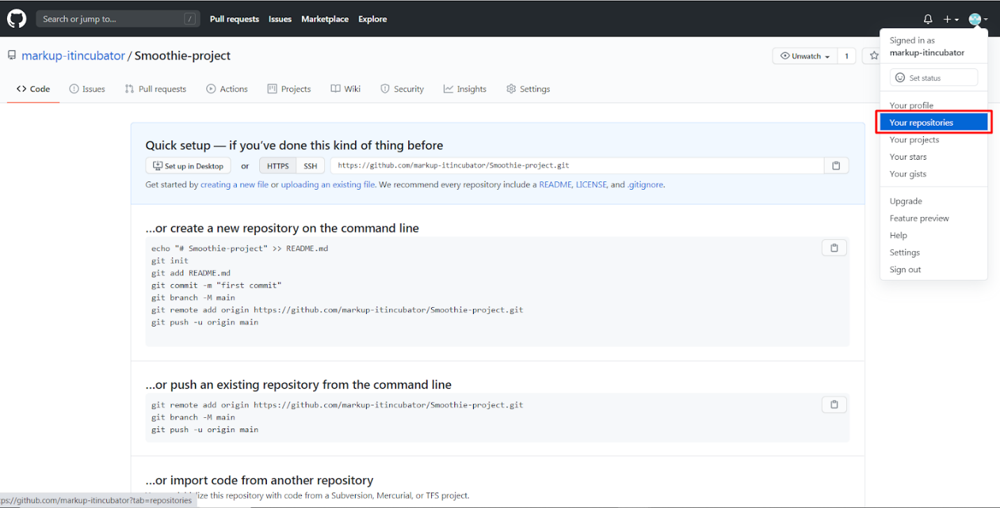 Search or jump to... /
Pull requests Issues Marketplace Explore
markup-itincubator / Smoothie-project
Unwatch 1
Code Issues Pull requests Actions Projects Wiki Security Insights Settings
Signed in as
markup-itincubator
Set status
Your profile
Your repositories
Your projects
Your stars
Your gists
Upgrade
Feature preview
Help
Settings
Sign out
Quick setup — if you've done this kind of thing before
Set up in Desktop or HTTPS SSH https://github.com/markup-itincubator/Smoothie-project.git
Get started by creating a new file or uploading an existing file. We recommend every repository include a README, LICENSE, and .gitignore.
...or create a new repository on the command line
echo "# Smoothie-project" >> README.md
git init
git add README.md
git commit -m "first commit"
git branch -M main
git remote add origin https://github.com/markup-itincubator/Smoothie-project.git
git push -u origin main
...or push an existing repository from the command line
git remote add origin https://github.com/markup-itincubator/Smoothie-project.git
git branch -M main
git push -u origin main
...or import code from another repository
this repository with code from a Subversion, Mercurial, or TFS project.
ps://github.com/markup-itincubator?tab=repositories